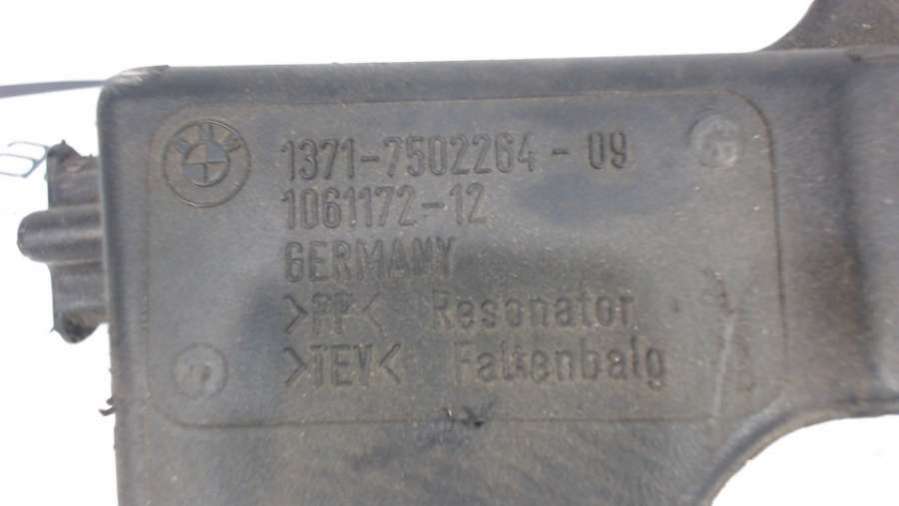 1371-7502264-09
1061172-12
GERMANY
>PP< Resonator
>TEV< Faltenbalg